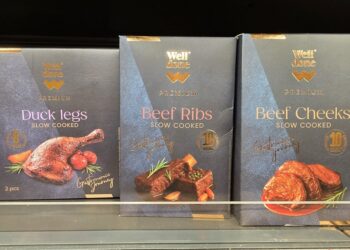 Well
done
PREMIUM
Duck legs
SLOW COOKED
2 pcs
Well
done
PREMIUM
Beef Ribs
SLOW COOKED
Well
done
PREMIUM
Beef Cheeks
SLOW COOKED